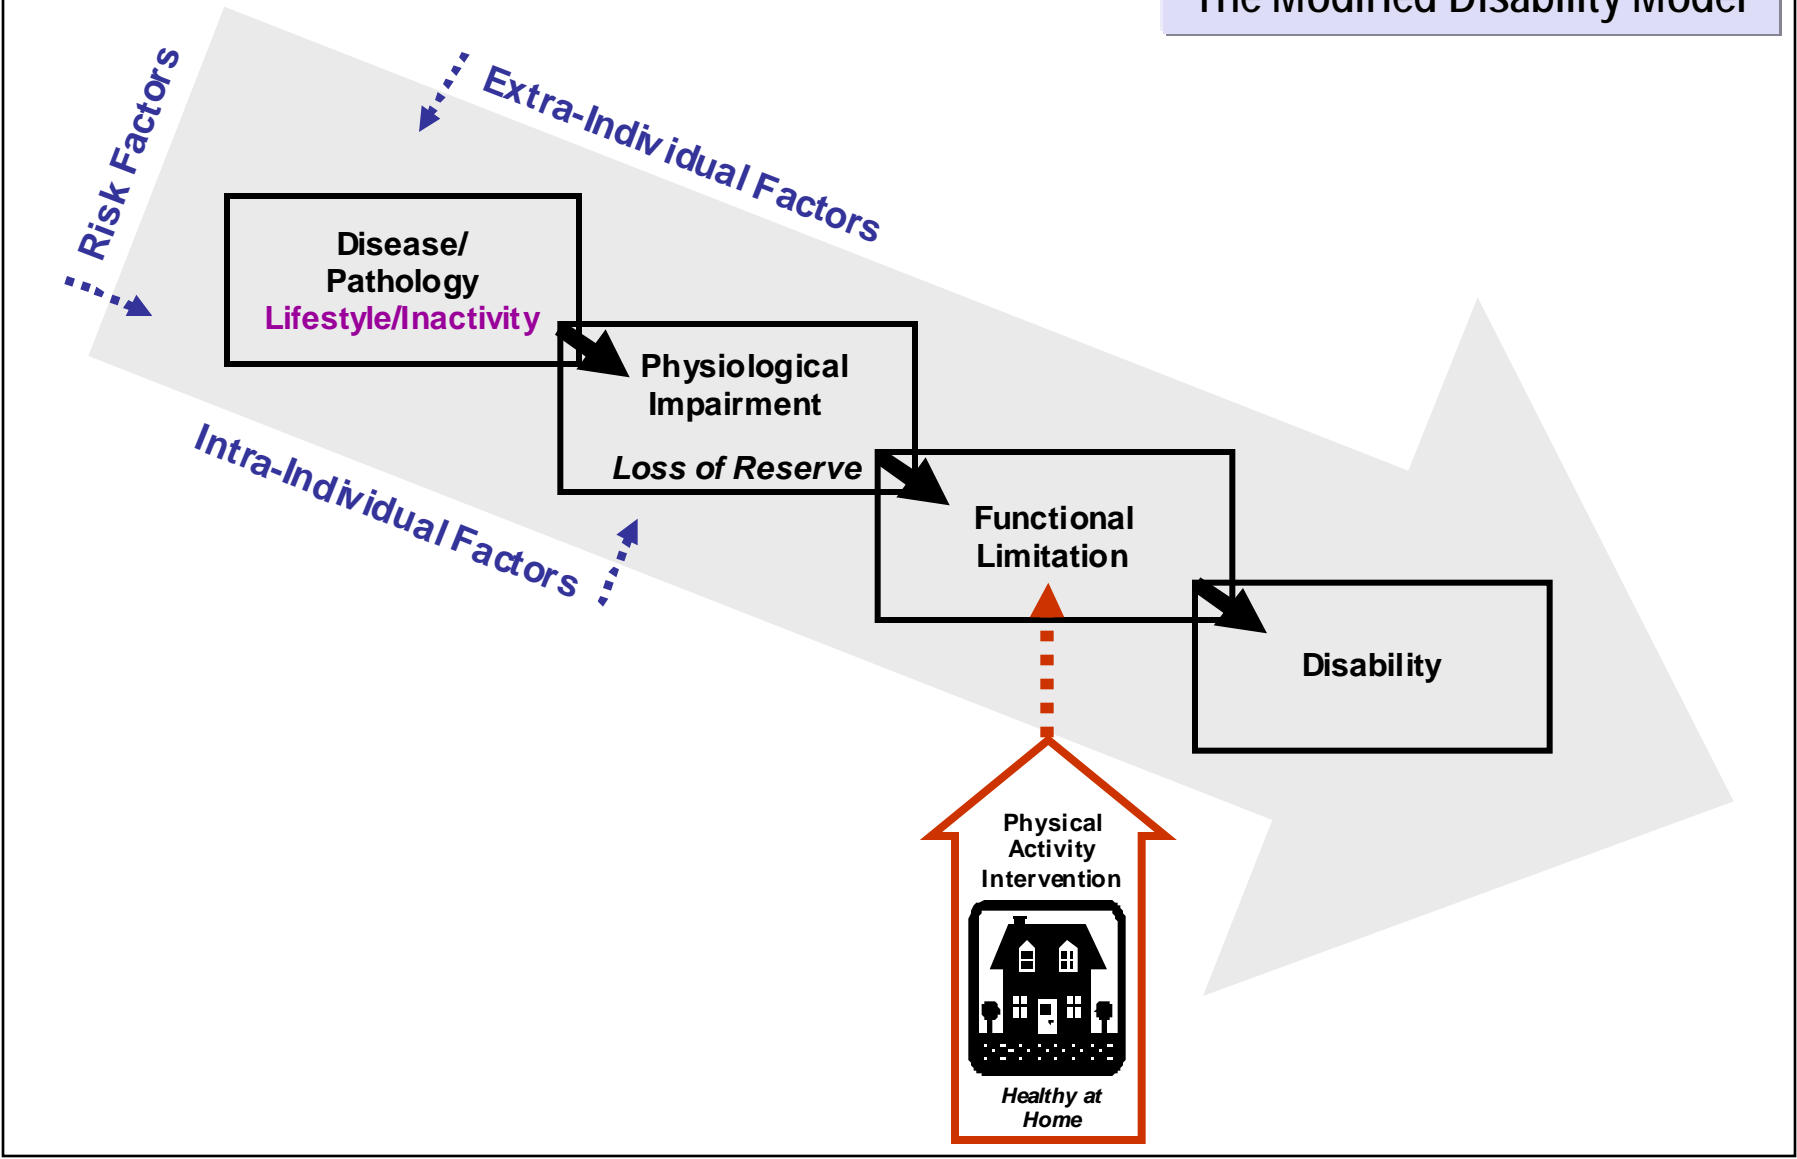 The Modified Disability Model
Risk Factors
Extra-Individual Factors
Disease/
Pathology
Lifestyle/Inactivity
Physiological
Impairment
Loss of Reserve
Intra-Individual Factors
Functional
Limitation
Disability
Physical
Activity
Intervention
Healthy at
Home